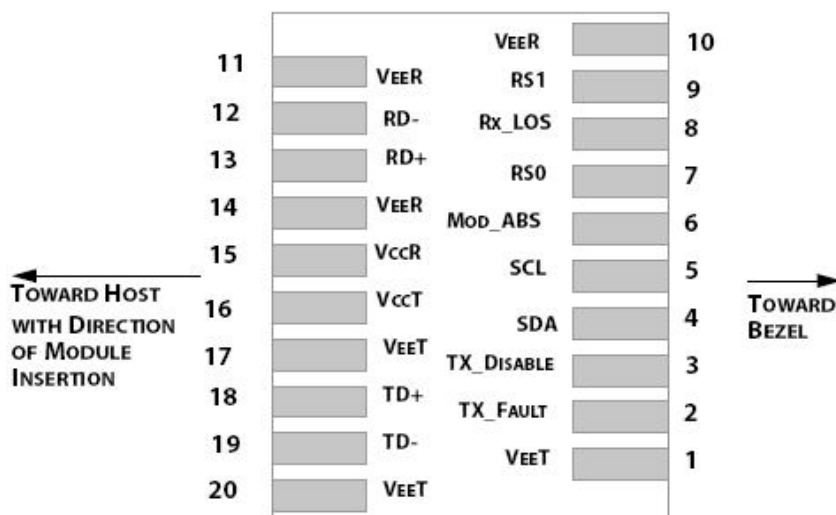 11 VEER
12 RD-
13 RD+
14 VEER
15 VccR
16 VccT
17 VEET
18 TD+
19 TD-
20 VEET
VEER 10
RS1 9
Rx_LOS 8
RS0 7
MOD_ABS 6
SCL 5
SDA 4
TX_DISABLE 3
TX_FAULT 2
VEET 1
TOWARD HOST
WITH DIRECTION
OF MODULE
INSERTION
TOWARD
BEZEL